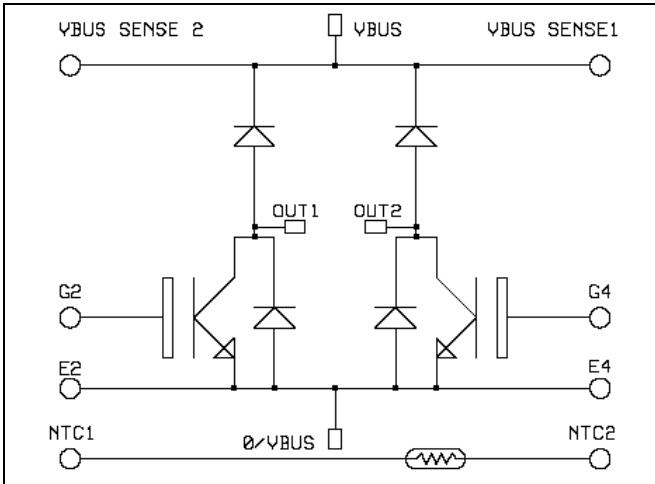 VBUS SENSE 2
VBUS
VBUS SENSE1
OUT1
OUT2
G2
G4
E2
E4
NTC1
0/VBUS
NTC2